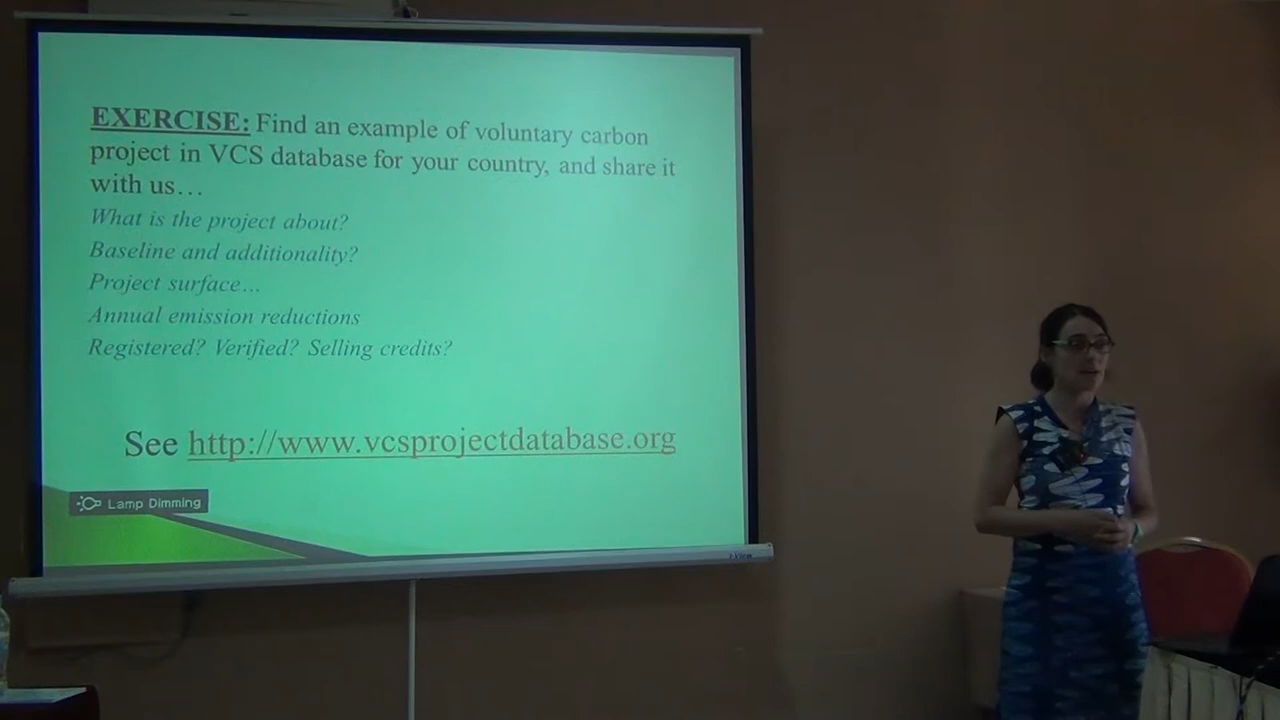 EXERCISE: Find an example of voluntary carbon
project in VCS database for your country, and share it
with us…
What is the project about?
Baseline and additionality?
Project surface…
Annual emission reductions
Registered? Verified? Selling credits?
See http://www.vcsprojectdatabase.org
Lamp Dimming